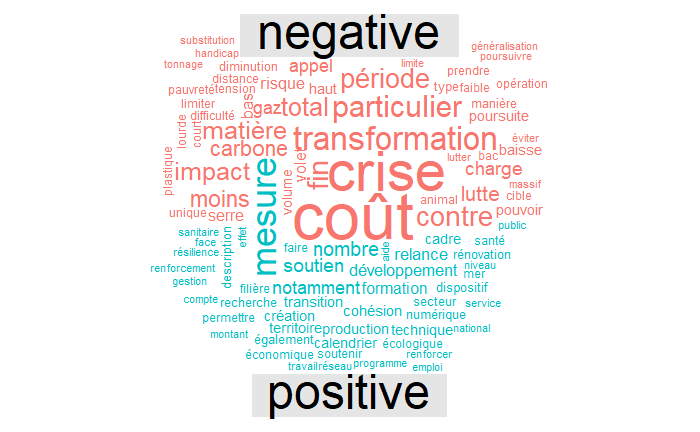 negative
substitution généralisation
handicap limite poursuivre
tonnage diminution appel période prendre
distance risque haut type faible opération
pauvreté tension
limiter bas gaz total particulier manière
difficulté poursuite
lourde court matière transformation éviter
carbone fin crise lutter bac baisse
plastique impact volet charge massif
moins volume coût animal lutte cible
unique serre contre pouvoir
public
sanitaire effet mesure faire nombre aide cadre santé
face
résilience description relance rénovation
renforcement soutien développement niveau
mer
gestion filière notamment formation dispositif
compte recherche transition secteur service
permettre création cohésion numérique
montant territoire production technique national
également calendrier écologique
économique soutenir renforcer
travail réseau programme emploi
positive